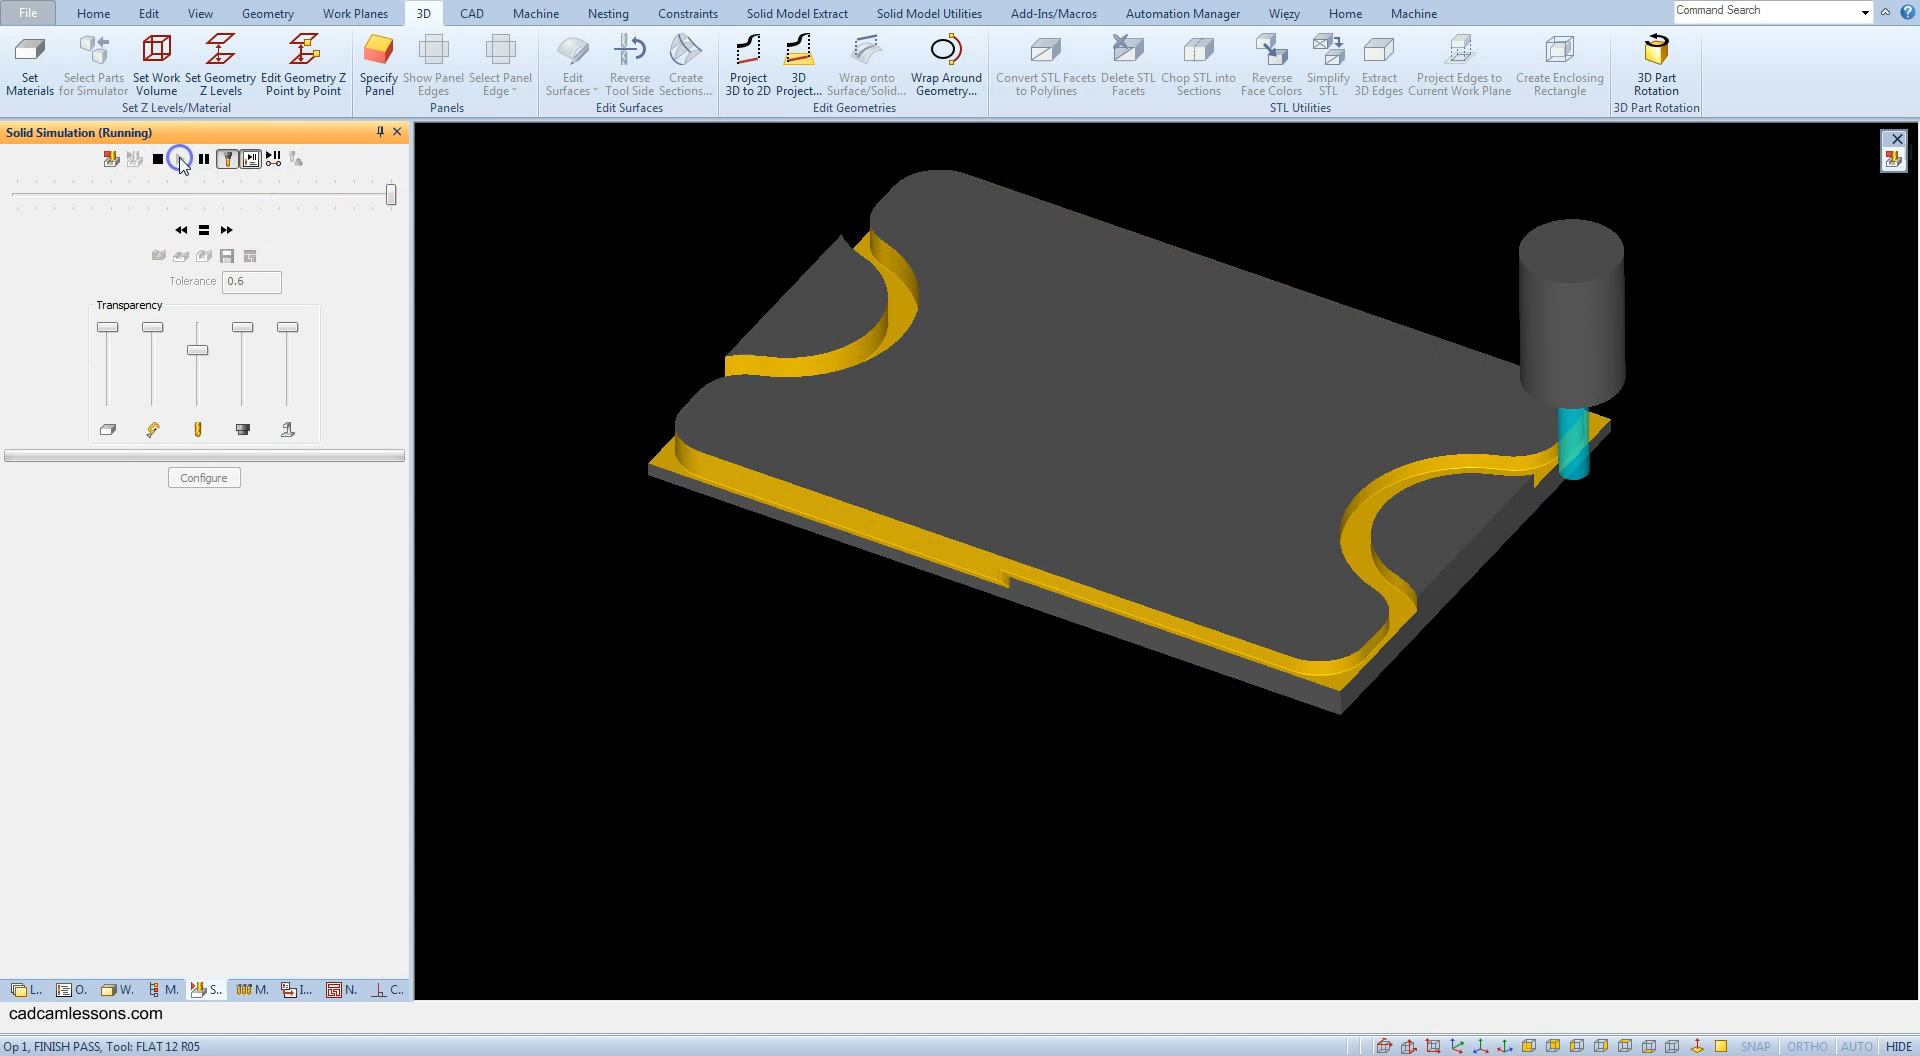 File Home Edit View Geometry Work Planes 3D CAD Machine Nesting Constraints Solid Model Extract Solid Model Utilities Add-Ins/Macros Automation Manager Więzy Home Machine Command Search
Set Materials
Select Parts for Simulator
Set Work Volume
Set Geometry Z Levels
Edit Geometry Z Point by Point
Specify Panel
Show Panel Edges
Select Panel Edge
Edit Surfaces
Reverse Tool Side
Create Sections...
Project 3D to 2D
3D Project...
Wrap onto Surface/Solid...
Wrap Around Geometry...
Convert STL Facets to Polylines
Delete STL Facets
Chop STL into Sections
Reverse Face Colors
Simplify STL
Extract 3D Edges
Project Edges to Current Work Plane
Create Enclosing Rectangle
3D Part Rotation
Set Z Levels/Material Panels Edit Surfaces Edit Geometries STL Utilities 3D Part Rotation
Solid Simulation (Running)
Tolerance 0.6
Transparency
Configure
L.. O. W. M. S.. M. I... N. C..
cadcamlessons.com
Op 1, FINISH PASS, Tool: FLAT 12 R05 SNAP ORTHO AUTO HIDE